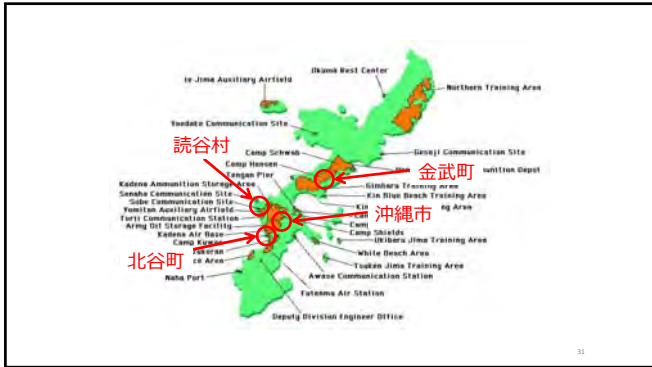 Okuma Rest Center
Ie Jima Auxiliary Airfield
Northern Training Area
Yaedake Communication Site
読谷村
Camp Schwab
Gesaji Communication Site
Camp Hansen
金武町
Tengan Pier
Kadena Ammunition Storage Area
Gimbaru Training Area
Senaha Communication Site
Kin Blue Beach Training Area
Sobe Communication Site
Yomitan Auxiliary Airfield
沖縄市
Torii Communication Station
Army Oil Storage Facility
Camp Shields
Kadena Air Base
Ukibaru Jima Training Area
Camp Kuwae
北谷町
White Beach Area
Tsuken Jima Training Area
Naha Port
Awase Communication Station
Futenma Air Station
Deputy Division Engineer Office
31